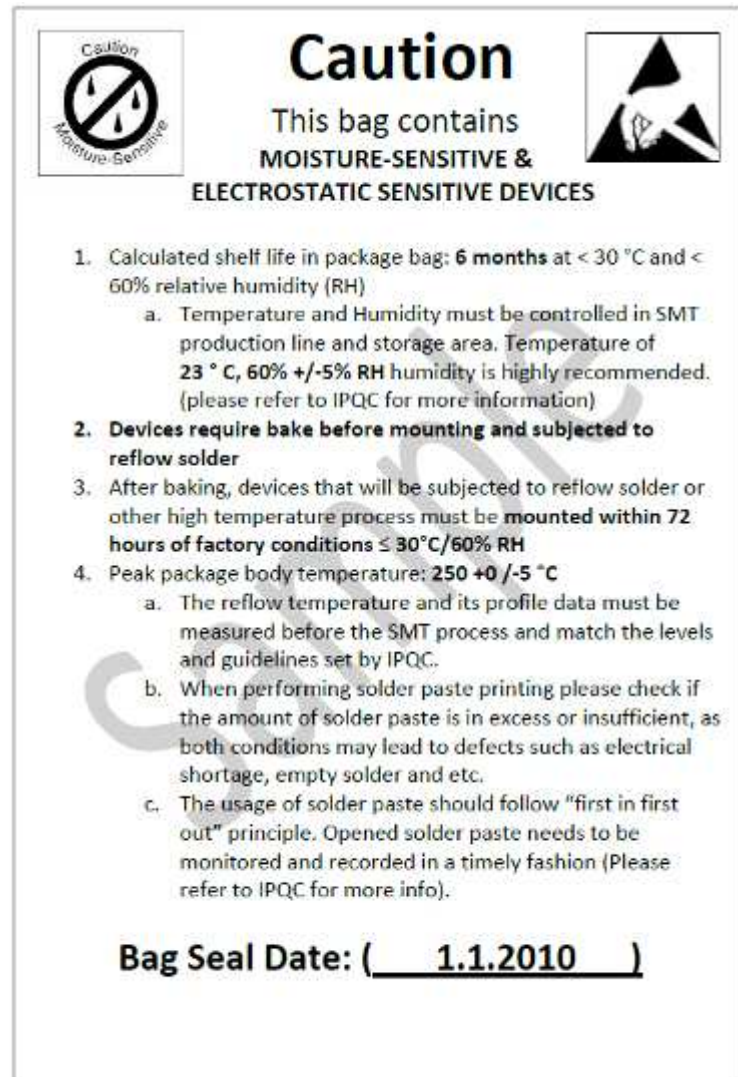 Caution
Moisture-Sensitive
Caution
This bag contains
MOISTURE-SENSITIVE &
ELECTROSTATIC SENSITIVE DEVICES
1. Calculated shelf life in package bag: 6 months at < 30 °C and <
60% relative humidity (RH)
a. Temperature and Humidity must be controlled in SMT
production line and storage area. Temperature of
23 ° C, 60% +/-5% RH humidity is highly recommended.
(please refer to IPQC for more information)
2. Devices require bake before mounting and subjected to
reflow solder
3. After baking, devices that will be subjected to reflow solder or
other high temperature process must be mounted within 72
hours of factory conditions ≤ 30°C/60% RH
4. Peak package body temperature: 250 +0 /-5 °C
a. The reflow temperature and its profile data must be
measured before the SMT process and match the levels
and guidelines set by IPQC.
b. When performing solder paste printing please check if
the amount of solder paste is in excess or insufficient, as
both conditions may lead to defects such as electrical
shortage, empty solder and etc.
c. The usage of solder paste should follow “first in first
out” principle. Opened solder paste needs to be
monitored and recorded in a timely fashion (Please
refer to IPQC for more info).
Bag Seal Date: ( 1.1.2010 )
Sample